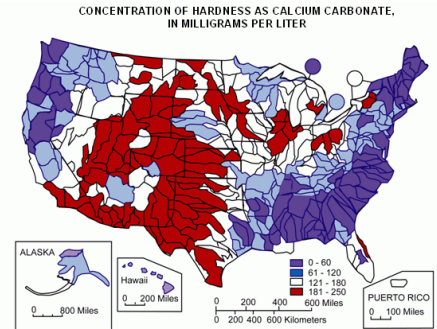 CONCENTRATION OF HARDNESS AS CALCIUM CARBONATE,
IN MILLIGRAMS PER LITER
ALASKA
0 800 Miles
Hawaii
0 200 Miles
0 - 60
61 - 120
121 - 180
181 - 250
0 200 400 600 Miles
0 200 400 600 Kilometers
PUERTO RICO
0 100 Miles